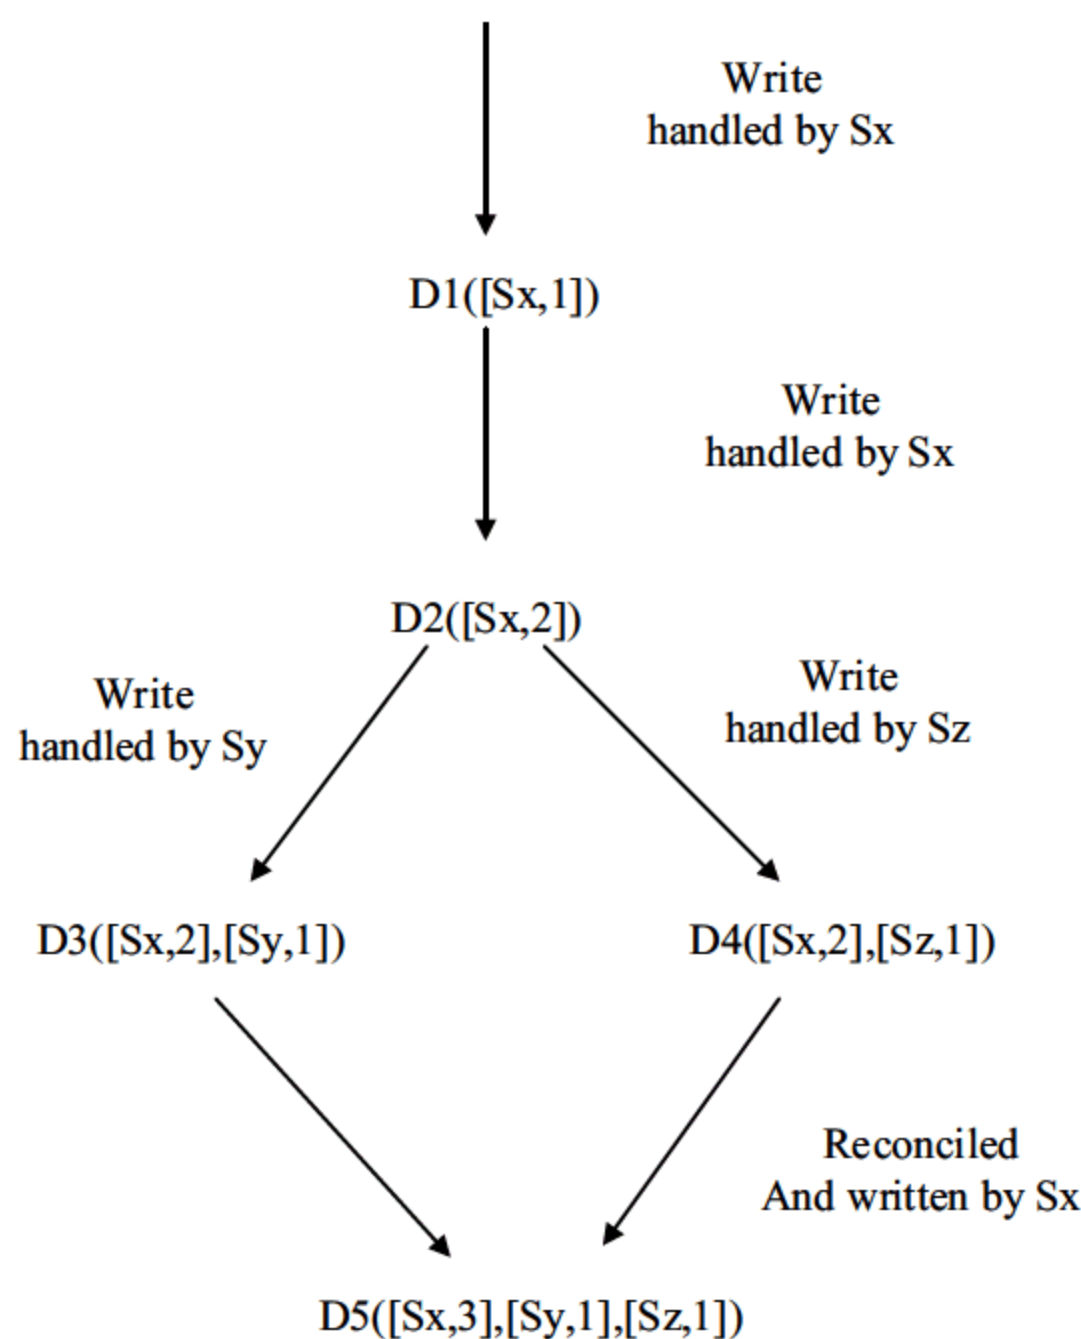 Write
handled by Sx
D1([Sx,1])
Write
handled by Sx
D2([Sx,2])
Write
handled by Sy
Write
handled by Sz
D3([Sx,2],[Sy,1])
D4([Sx,2],[Sz,1])
Reconciled
And written by Sx
D5([Sx,3],[Sy,1],[Sz,1])